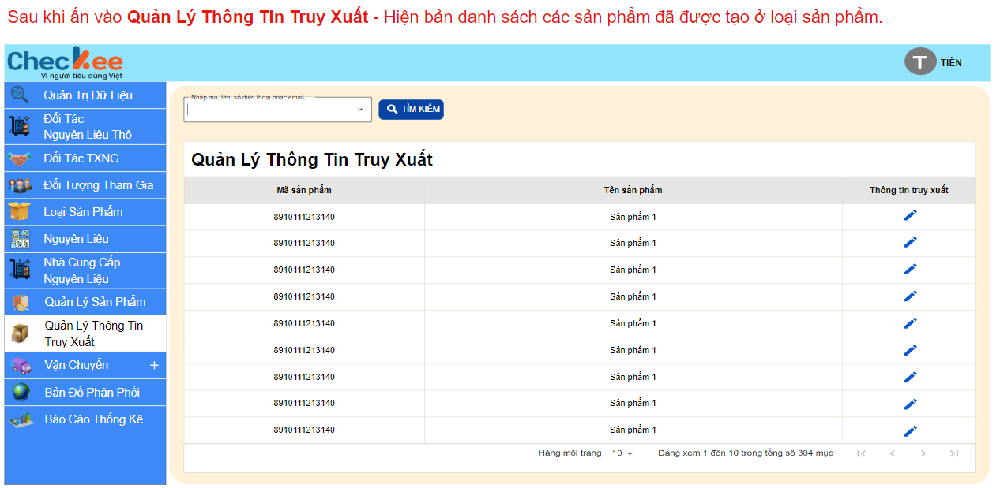 Sau khi ấn vào Quản Lý Thông Tin Truy Xuất - Hiện bản danh sách các sản phẩm đã được tạo ở loại sản phẩm.
Checkee
Vì người tiêu dùng Việt
T TIÊN
Quản Trị Dữ Liệu
Đối Tác
Nguyên Liệu Thô
Đối Tác TXNG
Đối Tượng Tham Gia
Loại Sản Phẩm
Nguyên Liệu
Nhà Cung Cấp
Nguyên Liệu
Quản Lý Sản Phẩm
Quản Lý Thông Tin
Truy Xuất
Vận Chuyển +
Bản Đồ Phân Phối
Báo Cáo Thống Kê
Nhập mã, tên, số điện thoại hoặc email, ...
TÌM KIẾM
Quản Lý Thông Tin Truy Xuất
Mã sản phẩm Tên sản phẩm Thông tin truy xuất
8910111213140 Sản phẩm 1
8910111213140 Sản phẩm 1
8910111213140 Sản phẩm 1
8910111213140 Sản phẩm 1
8910111213140 Sản phẩm 1
8910111213140 Sản phẩm 1
8910111213140 Sản phẩm 1
8910111213140 Sản phẩm 1
8910111213140 Sản phẩm 1
Hàng mỗi trang 10 Đang xem 1 đến 10 trong tổng số 304 mục